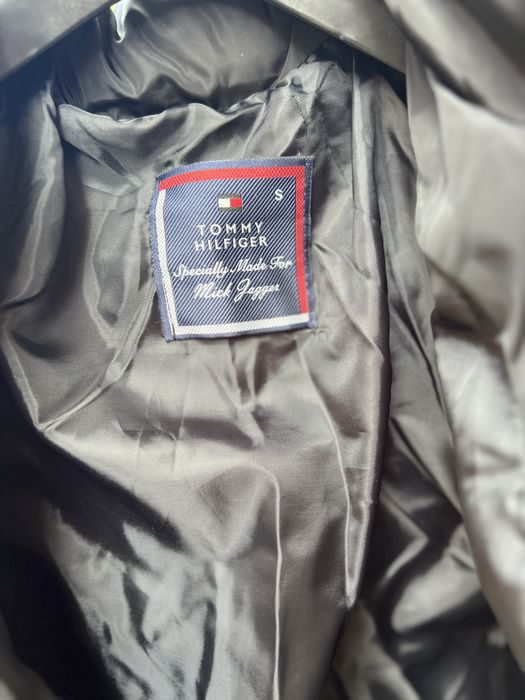 S
TOMMY
HILFIGER
Specially Made For
Mick Jagger